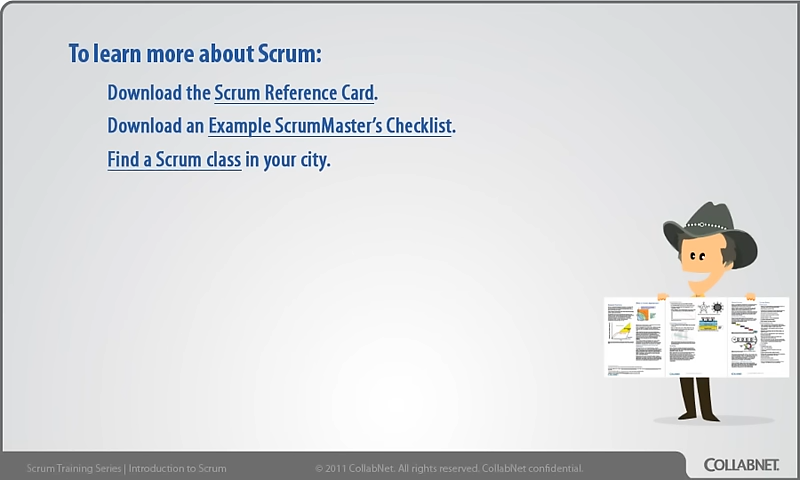 To learn more about Scrum:
Download the Scrum Reference Card.
Download an Example ScrumMaster's Checklist.
Find a Scrum class in your city.
Scrum Training Series | Introduction to Scrum
© 2011 CollabNet. All rights reserved. CollabNet confidential.
COLLABNET.